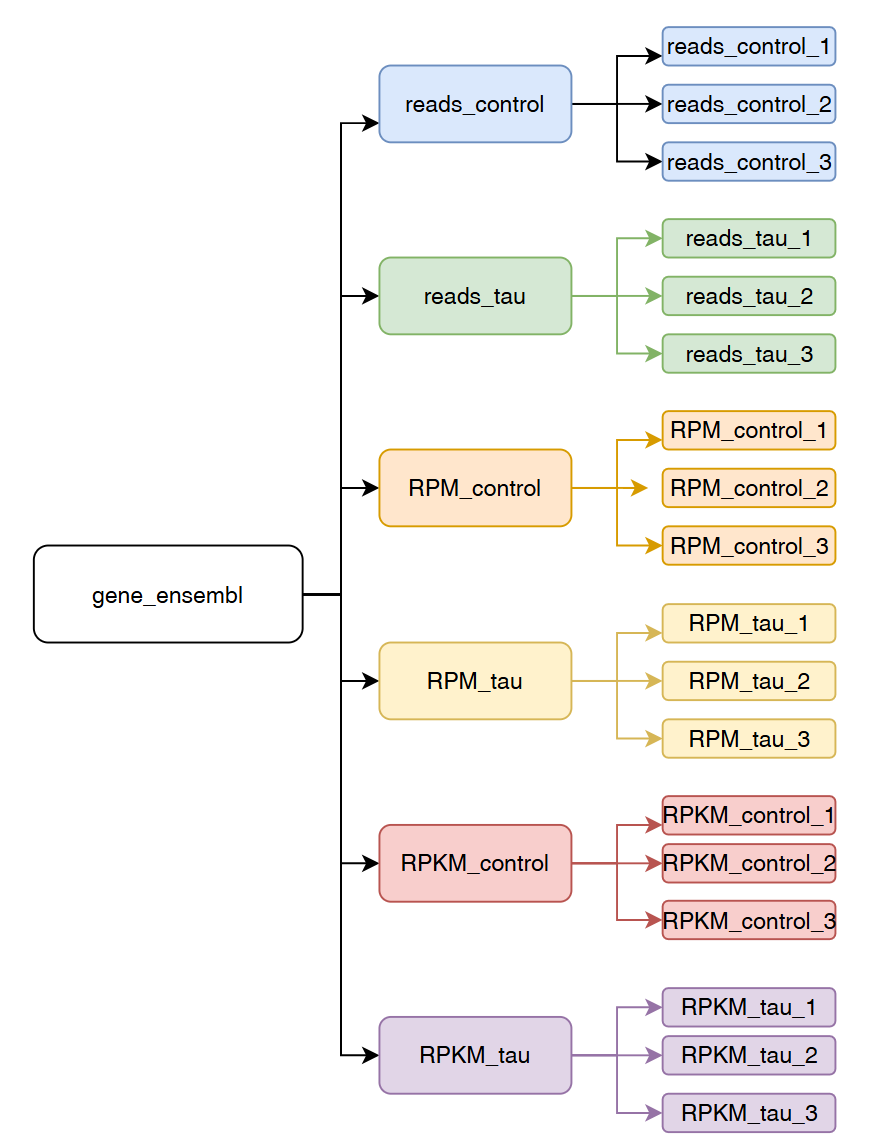 gene_ensembl
reads_control
reads_control_1
reads_control_2
reads_control_3
reads_tau
reads_tau_1
reads_tau_2
reads_tau_3
RPM_control
RPM_control_1
RPM_control_2
RPM_control_3
RPM_tau
RPM_tau_1
RPM_tau_2
RPM_tau_3
RPKM_control
RPKM_control_1
RPKM_control_2
RPKM_control_3
RPKM_tau
RPKM_tau_1
RPKM_tau_2
RPKM_tau_3